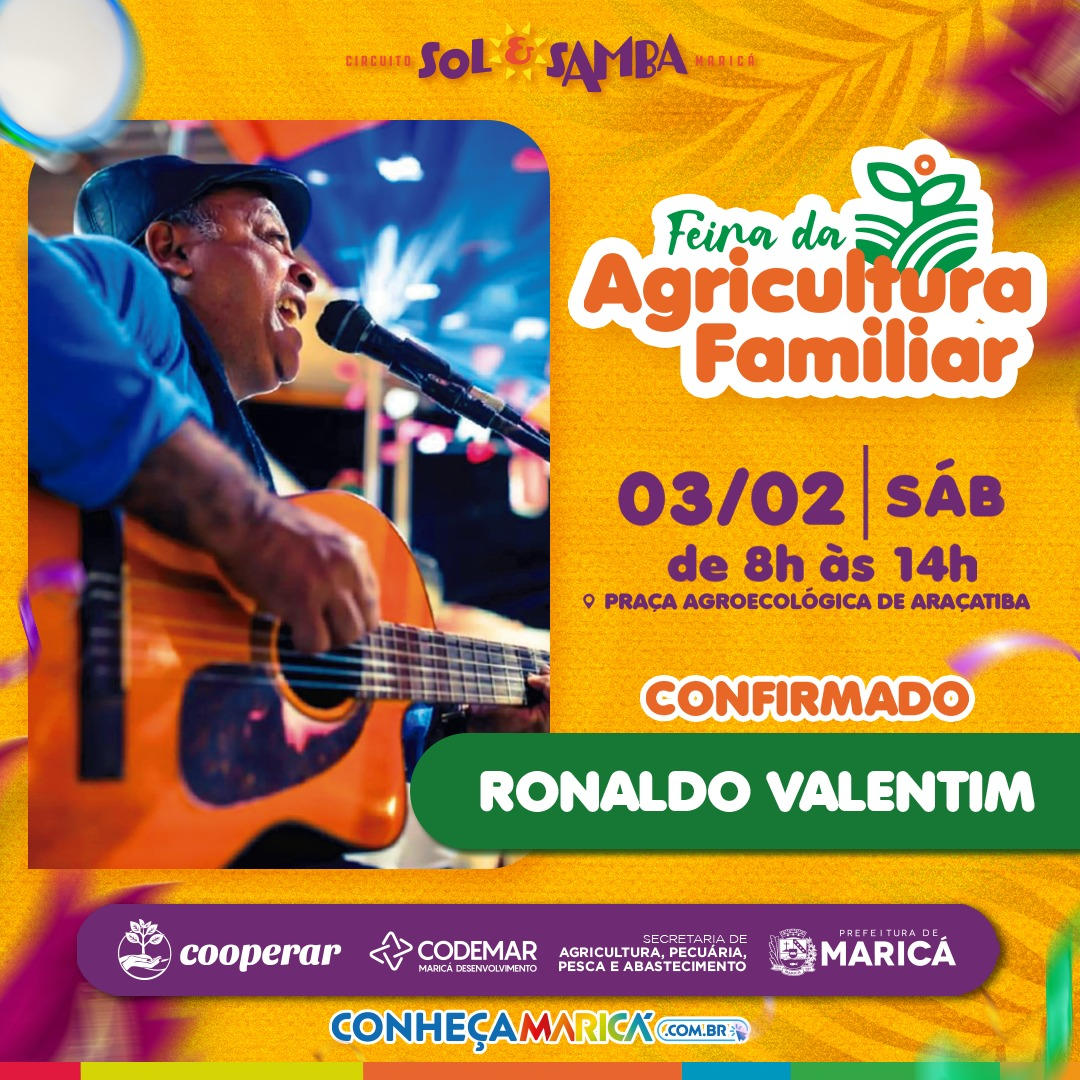 CIRCUITO SOL & SAMBA MARICÁ
Feira da
Agricultura
Familiar
03/02 | SÁB
de 8h às 14h
PRAÇA AGROECOLÓGICA DE ARAÇATIBA
CONFIRMADO
RONALDO VALENTIM
cooperar
CODEMAR
MARICÁ DESENVOLVIMENTO
SECRETARIA DE
AGRICULTURA, PECUÁRIA,
PESCA E ABASTECIMENTO
PREFEITURA DE
MARICÁ
CONHEÇAMARICÁ.COM.BR